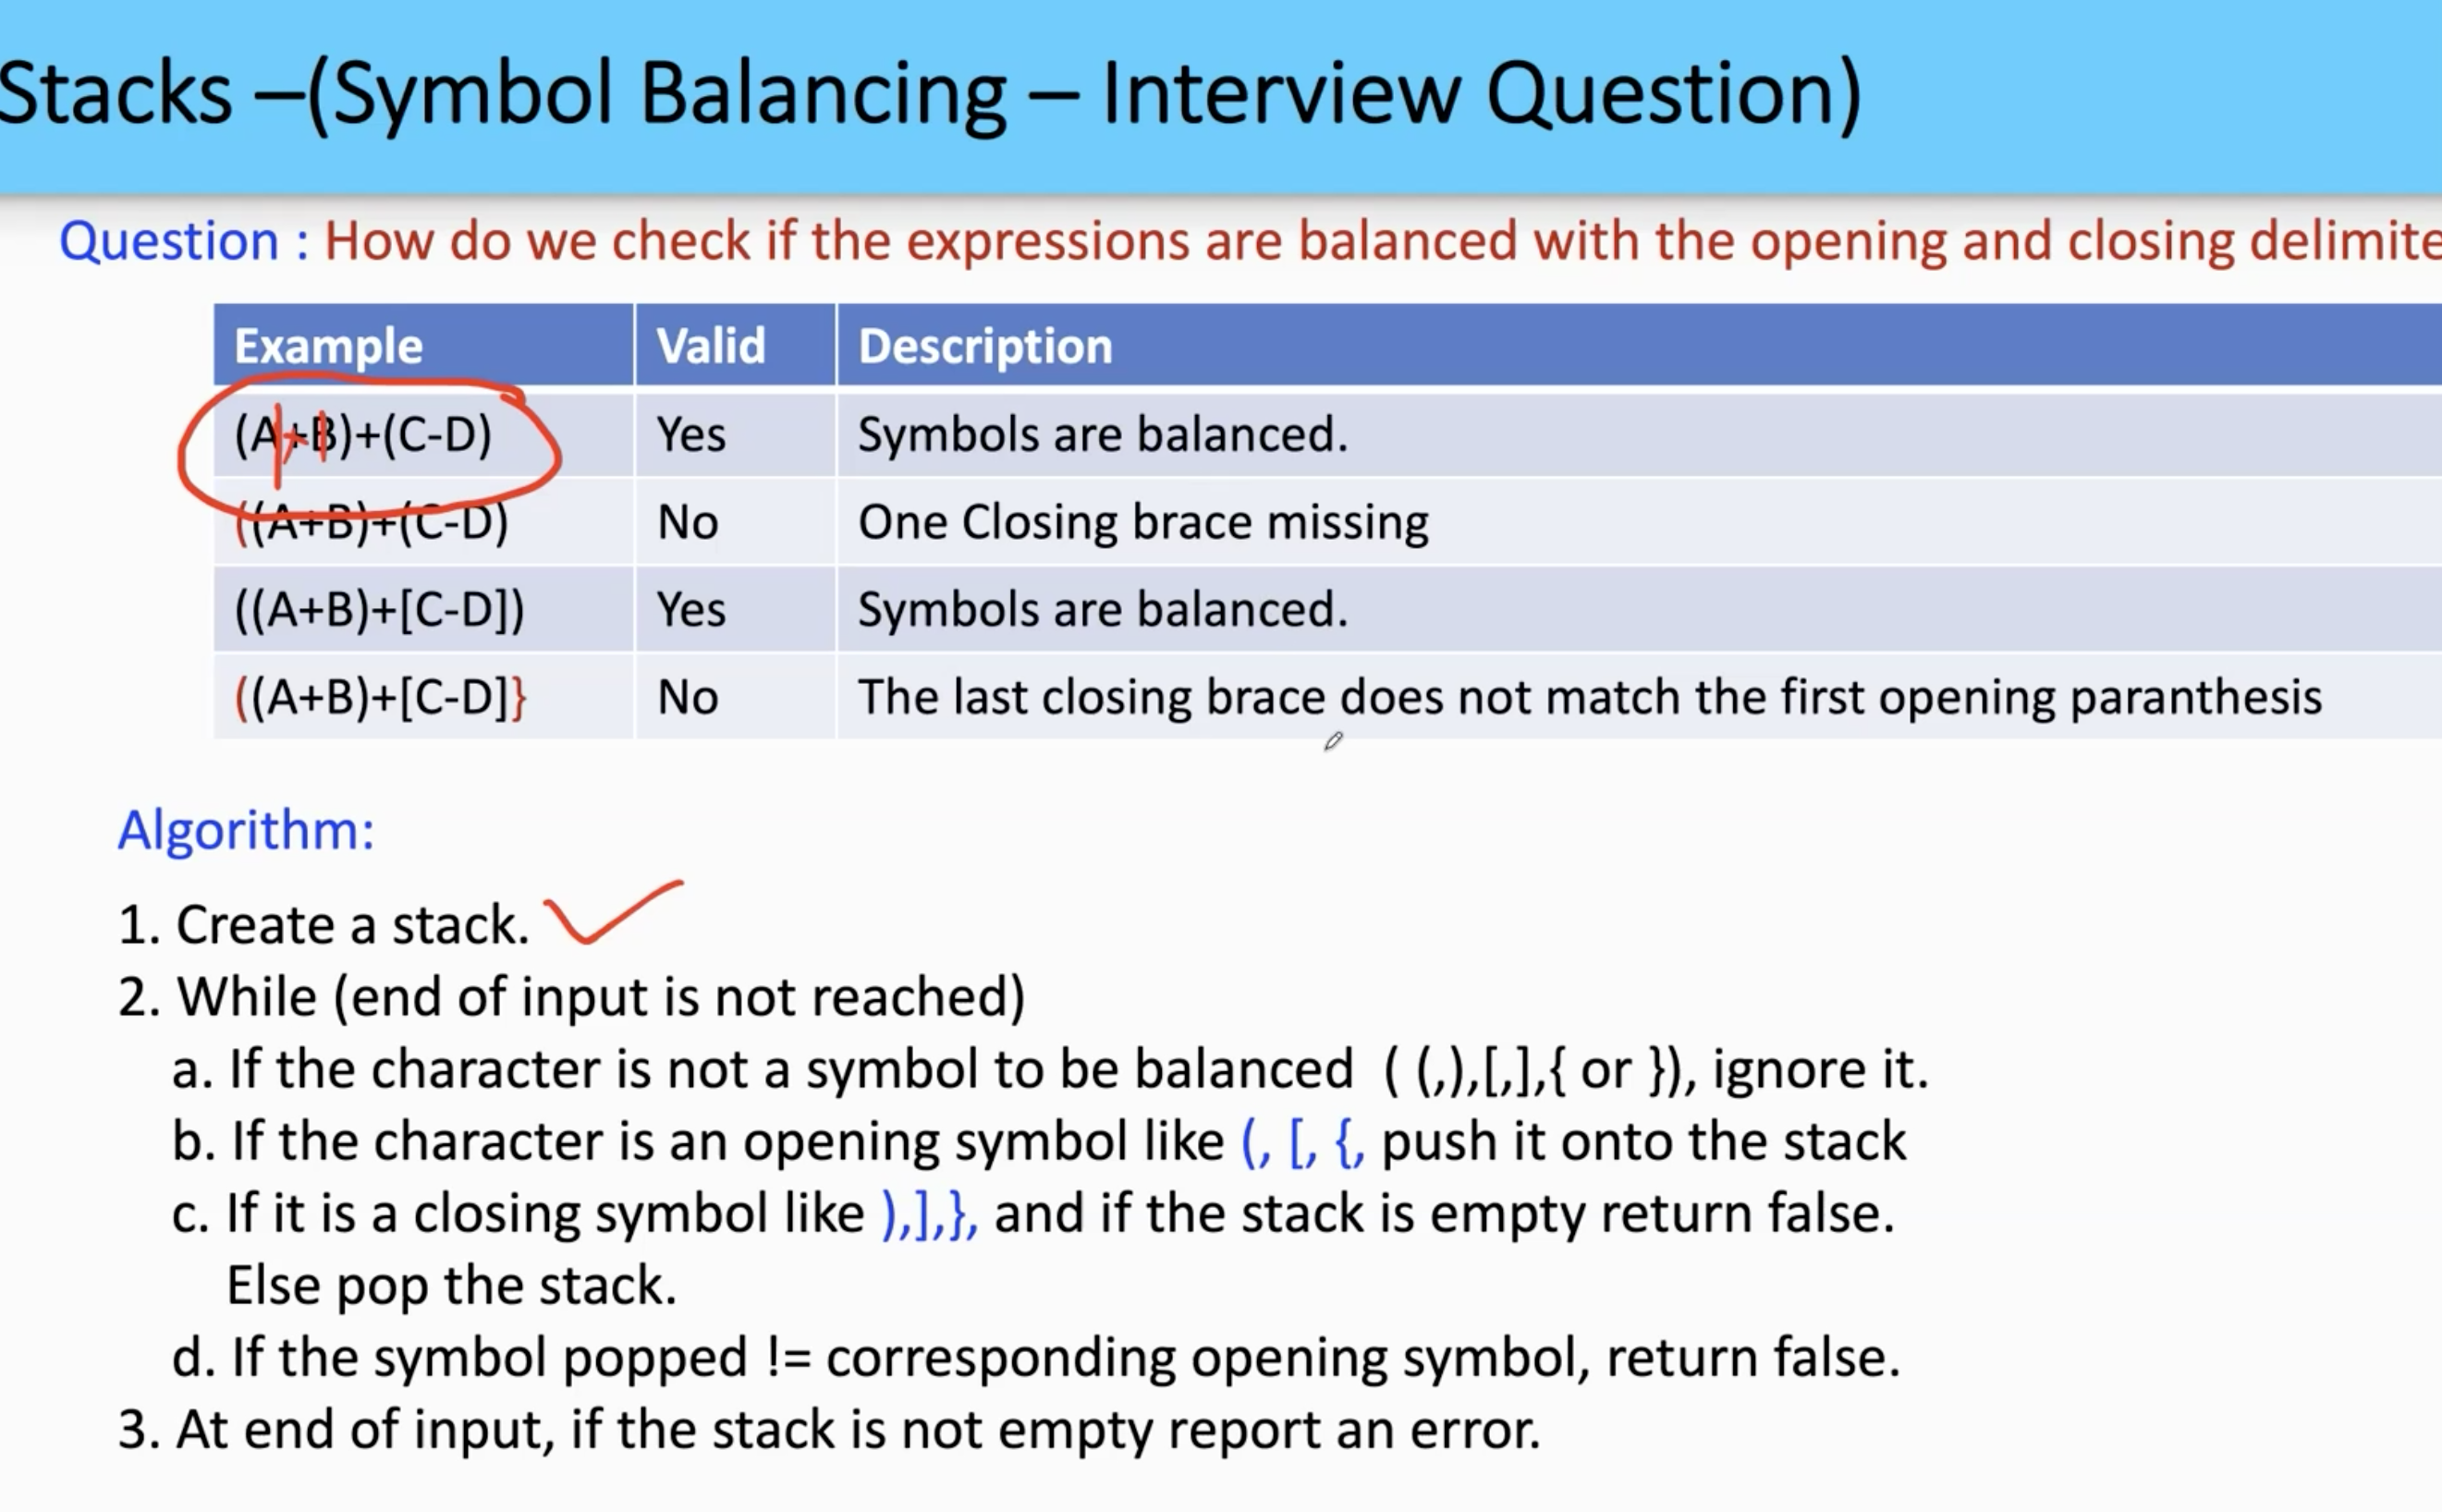 Stacks –(Symbol Balancing – Interview Question)
Question : How do we check if the expressions are balanced with the opening and closing delimite
Example Valid Description
(A+B)+(C-D) Yes Symbols are balanced.
((A+B)+(C-D) No One Closing brace missing
((A+B)+[C-D]) Yes Symbols are balanced.
((A+B)+[C-D]} No The last closing brace does not match the first opening paranthesis
Algorithm:
1. Create a stack.
2. While (end of input is not reached)
a. If the character is not a symbol to be balanced ( (,),[,],{ or }), ignore it.
b. If the character is an opening symbol like (, [, {, push it onto the stack
c. If it is a closing symbol like ),],}, and if the stack is empty return false.
Else pop the stack.
d. If the symbol popped != corresponding opening symbol, return false.
3. At end of input, if the stack is not empty report an error.